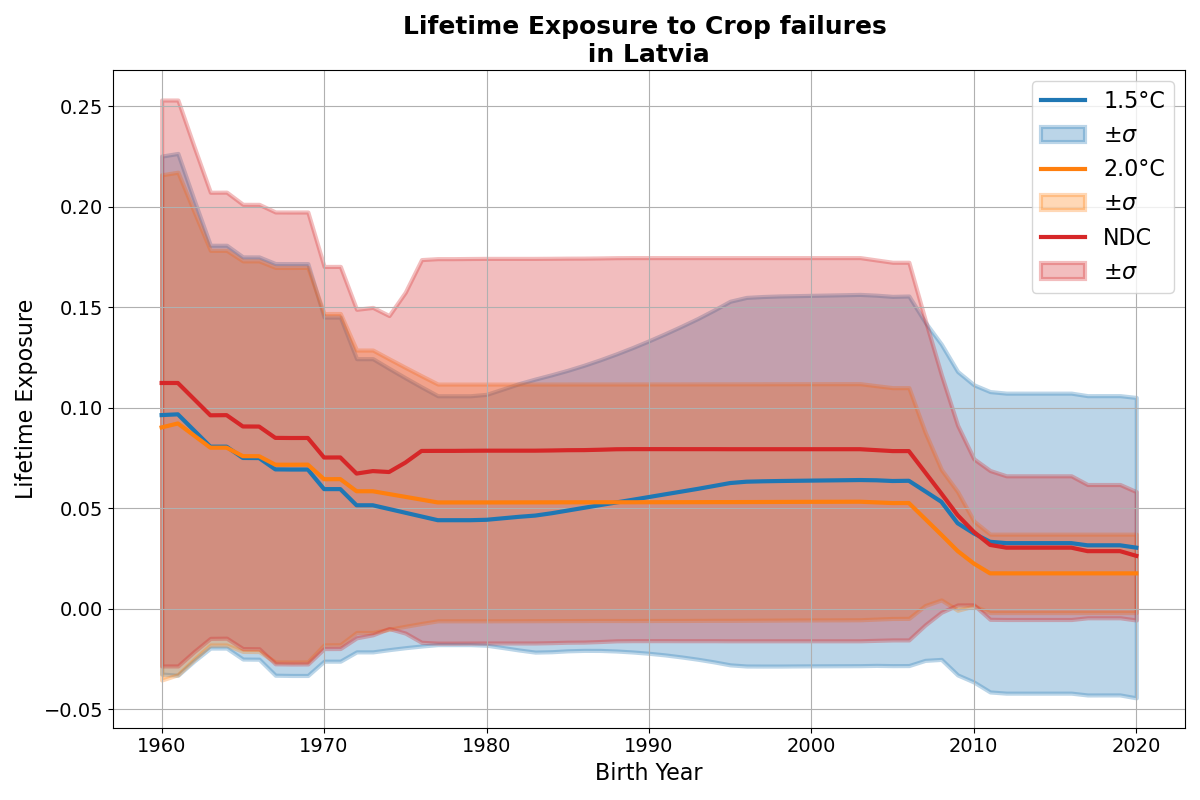 Lifetime Exposure to Crop failures
in Latvia
Lifetime Exposure
0.25
0.20
0.15
0.10
0.05
0.00
−0.05
1960
1970
1980
1990
2000
2010
2020
Birth Year
1.5°C
±σ
2.0°C
±σ
NDC
±σ